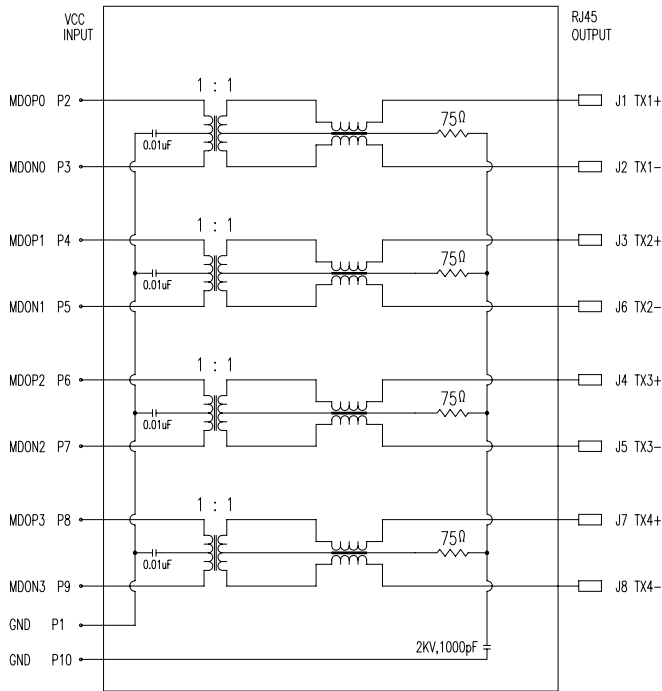 VCC
INPUT
RJ45
OUTPUT
1 : 1
MDOP0 P2
J1 TX1+
75Ω
0.01uF
MDON0 P3
J2 TX1-
1 : 1
MDOP1 P4
J3 TX2+
75Ω
0.01uF
MDON1 P5
J6 TX2-
1 : 1
MDOP2 P6
J4 TX3+
75Ω
0.01uF
MDON2 P7
J5 TX3-
1 : 1
MDOP3 P8
J7 TX4+
75Ω
0.01uF
MDON3 P9
J8 TX4-
GND P1
2KV,1000pF
GND P10